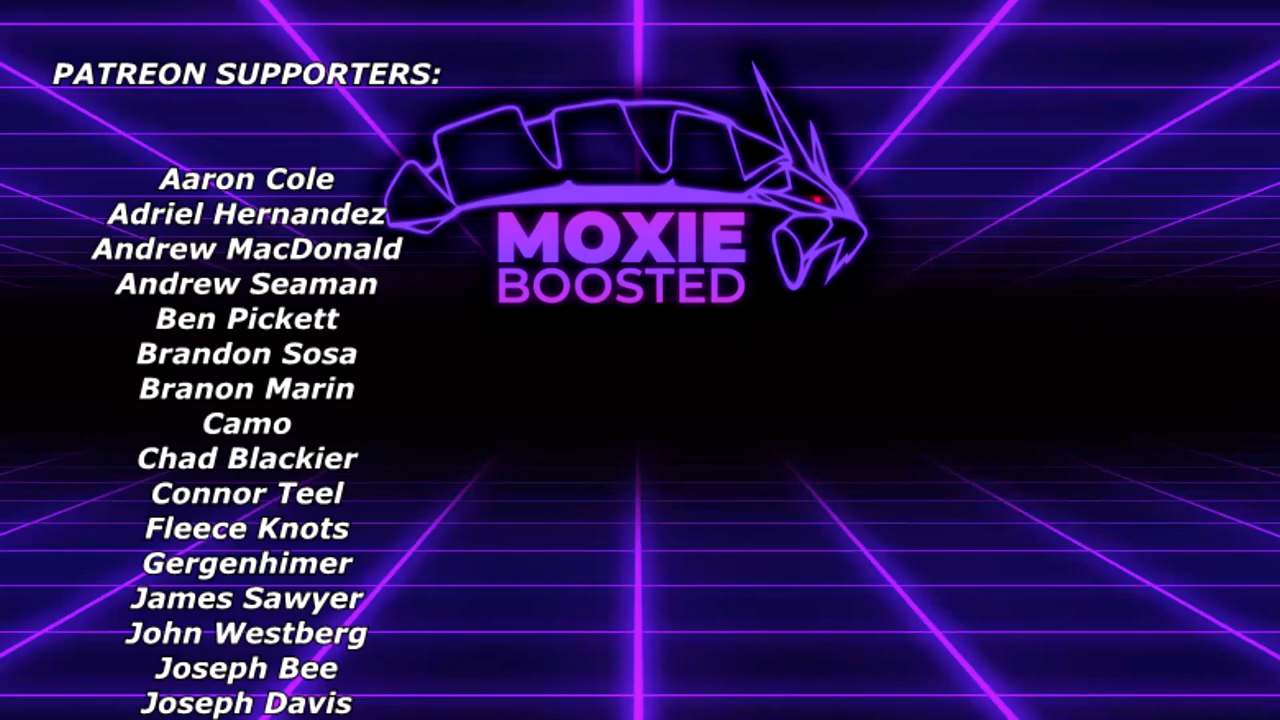 PATREON SUPPORTERS:
Aaron Cole
Adriel Hernandez
Andrew MacDonald
Andrew Seaman
Ben Pickett
Brandon Sosa
Branon Marin
Camo
Chad Blackier
Connor Teel
Fleece Knots
Gergenhimer
James Sawyer
John Westberg
Joseph Bee
Joseph Davis
MOXIE
BOOSTED